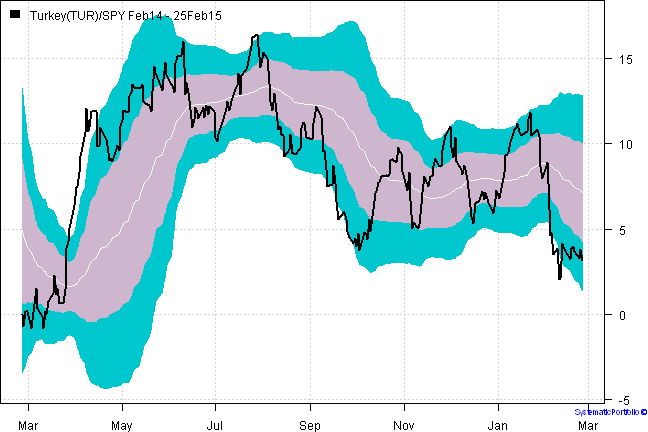 Turkey(TUR)/SPY Feb14 - 25Feb15
15
10
5
0
-5
SystematicPortfolio ©
Mar May Jul Sep Nov Jan Mar